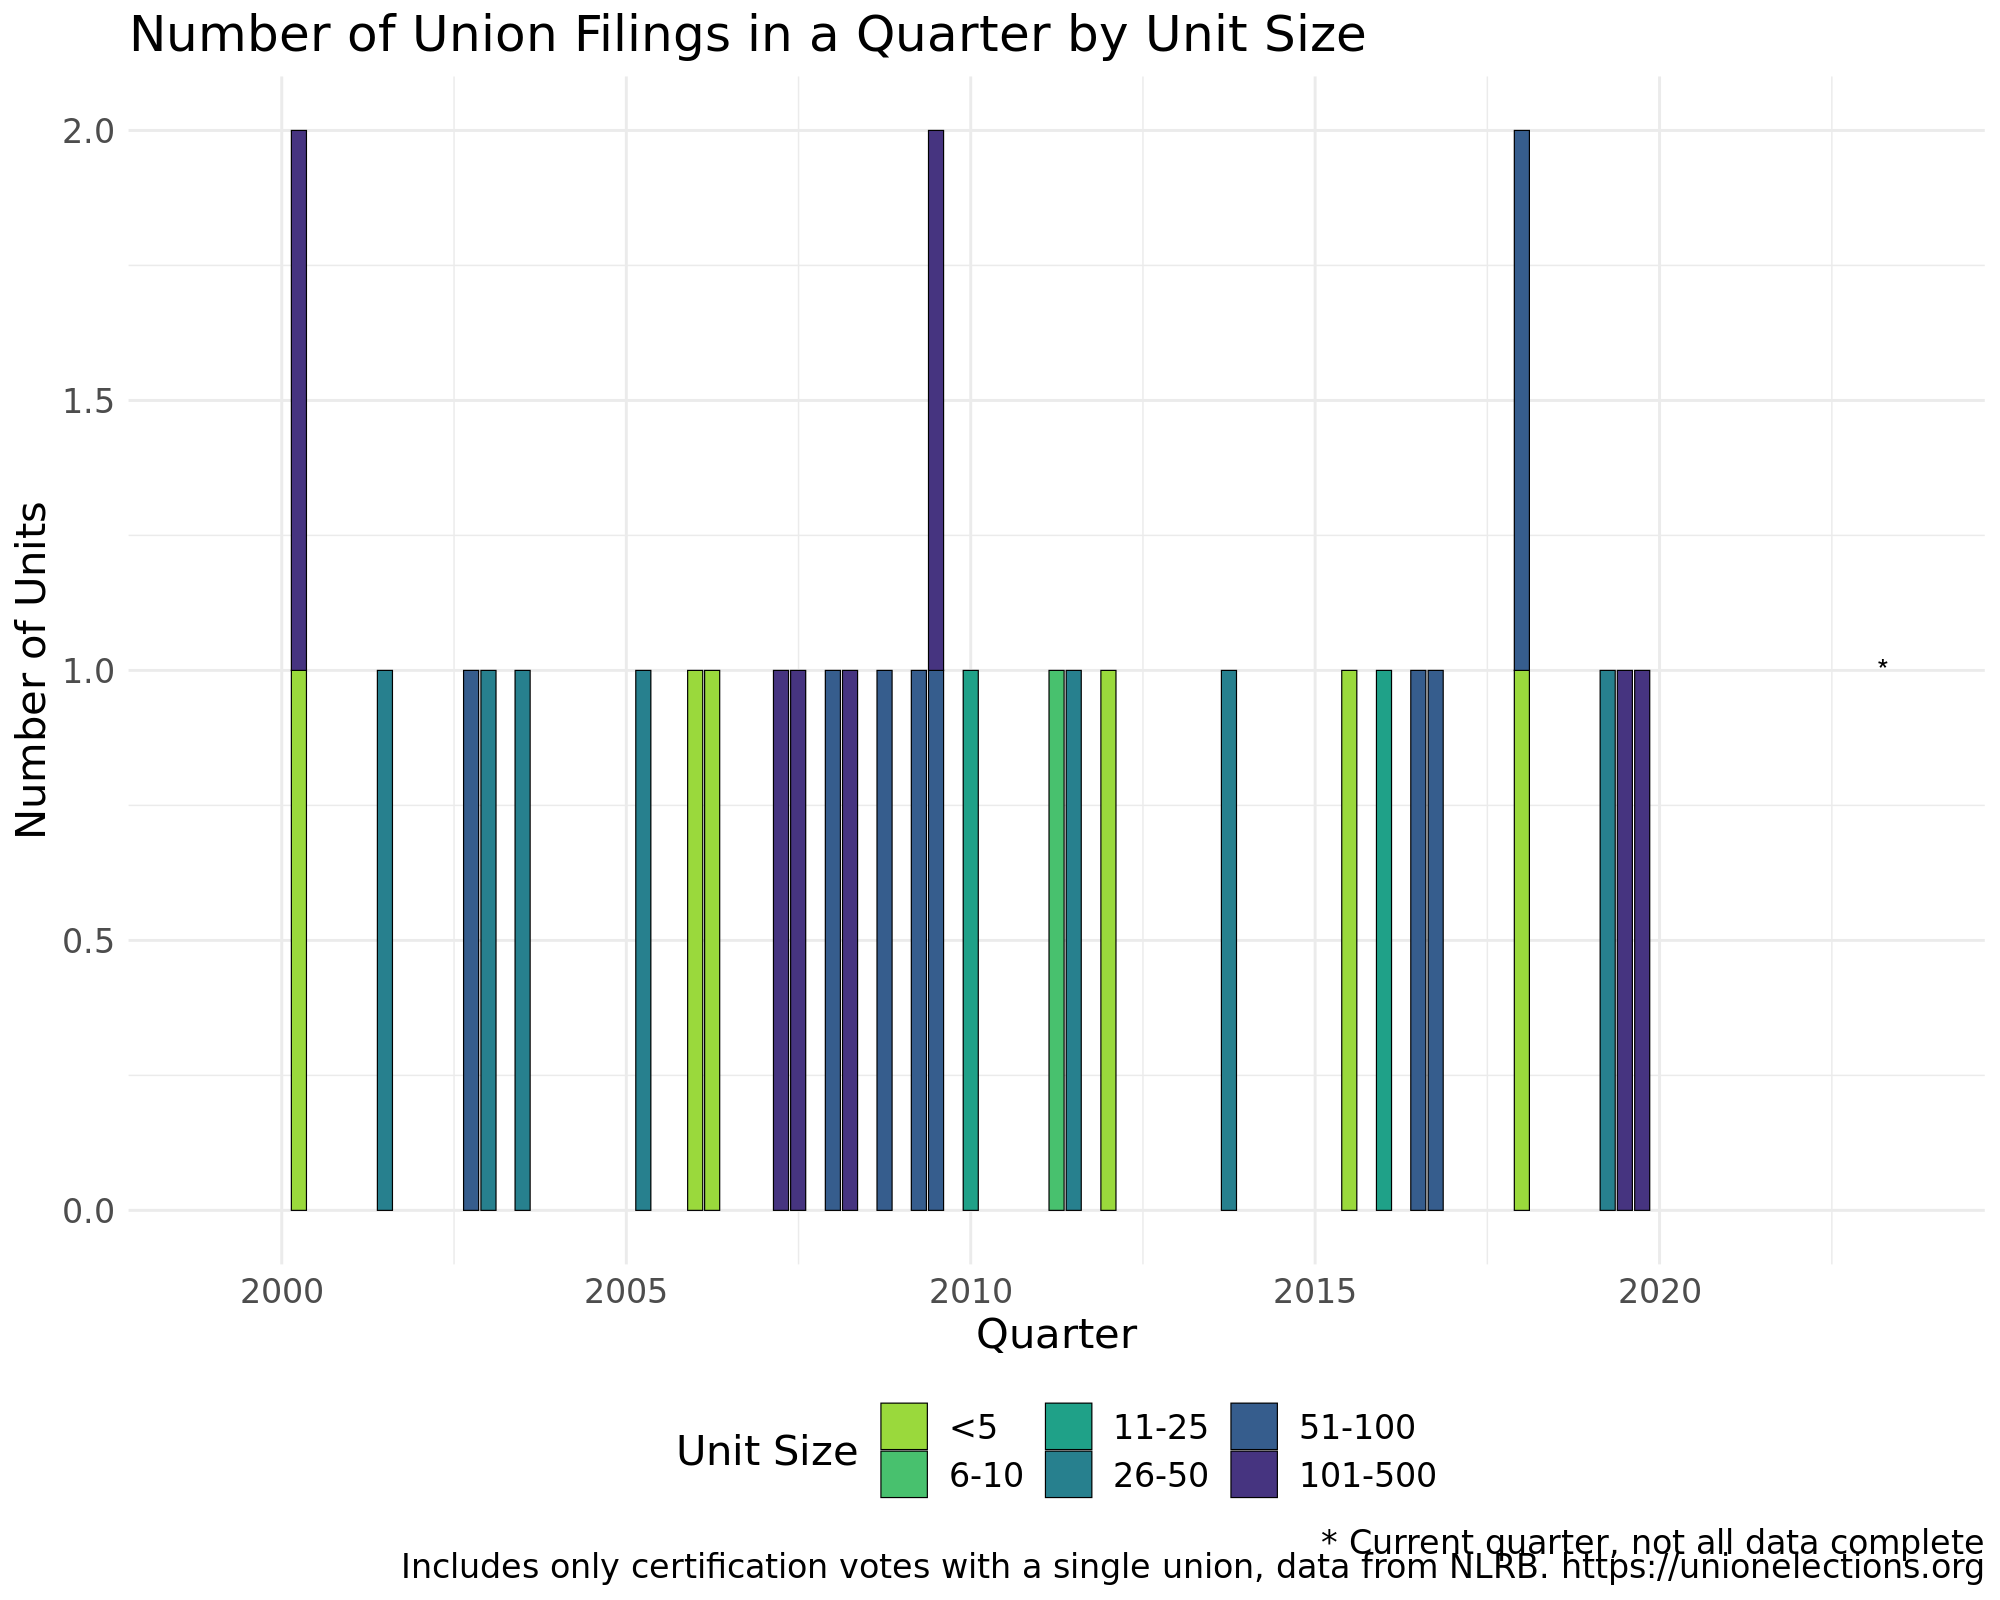 Number of Union Filings in a Quarter by Unit Size
Number of Units
2.0
1.5
1.0
0.5
0.0
*
2000 2005 2010 2015 2020
Quarter
Unit Size
<5 11-25 51-100
6-10 26-50 101-500
* Current quarter, not all data complete
Includes only certification votes with a single union, data from NLRB. https://unionelections.org